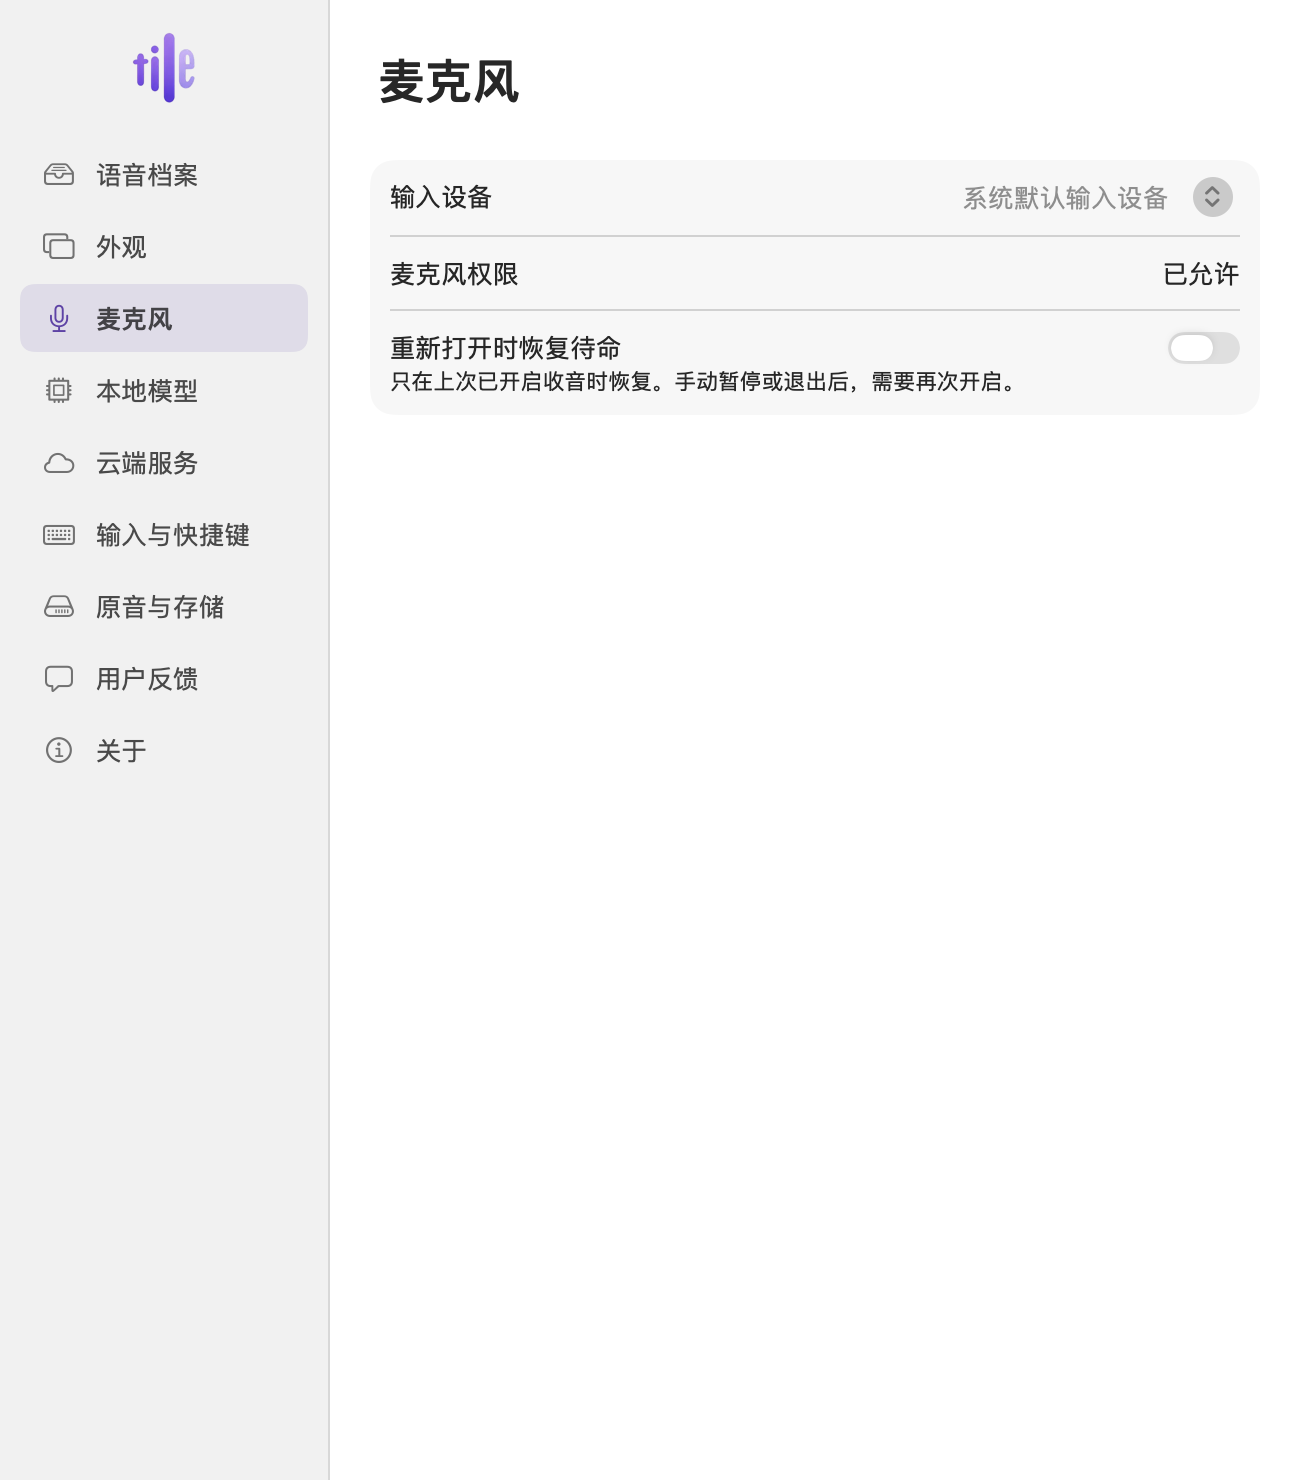 tile
语音档案
外观
麦克风
本地模型
云端服务
输入与快捷键
原音与存储
用户反馈
关于
麦克风
输入设备 系统默认输入设备
麦克风权限 已允许
重新打开时恢复待命
只在上次已开启收音时恢复。手动暂停或退出后，需要再次开启。